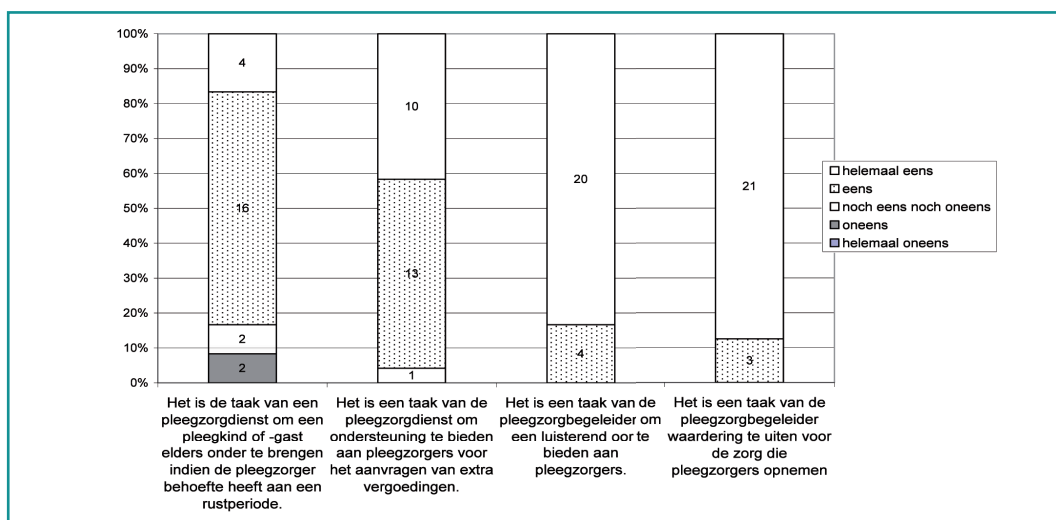 100%
90%
80%
70%
60%
50%
40%
30%
20%
10%
0%
4
16
2
2
10
13
1
20
4
21
3
helemaal eens
eens
noch eens noch oneens
oneens
helemaal oneens
Het is de taak van een
pleegzorgdienst om een
pleegkind of -gast
elders onder te brengen
indien de pleegzorger
behoefte heeft aan een
rustperiode.
Het is een taak van de
pleegzorgdienst om
ondersteuning te bieden
aan pleegzorgers voor
het aanvragen van extra
vergoedingen.
Het is een taak van de
pleegzorgbegeleider om
een luisterend oor te
bieden aan
pleegzorgers.
Het is een taak van de
pleegzorgbegeleider
waardering te uiten voor
de zorg die
pleegzorgers opnemen